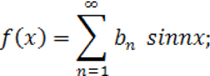 f(x) = ∑_{n=1}^{∞} b_n sinnx;